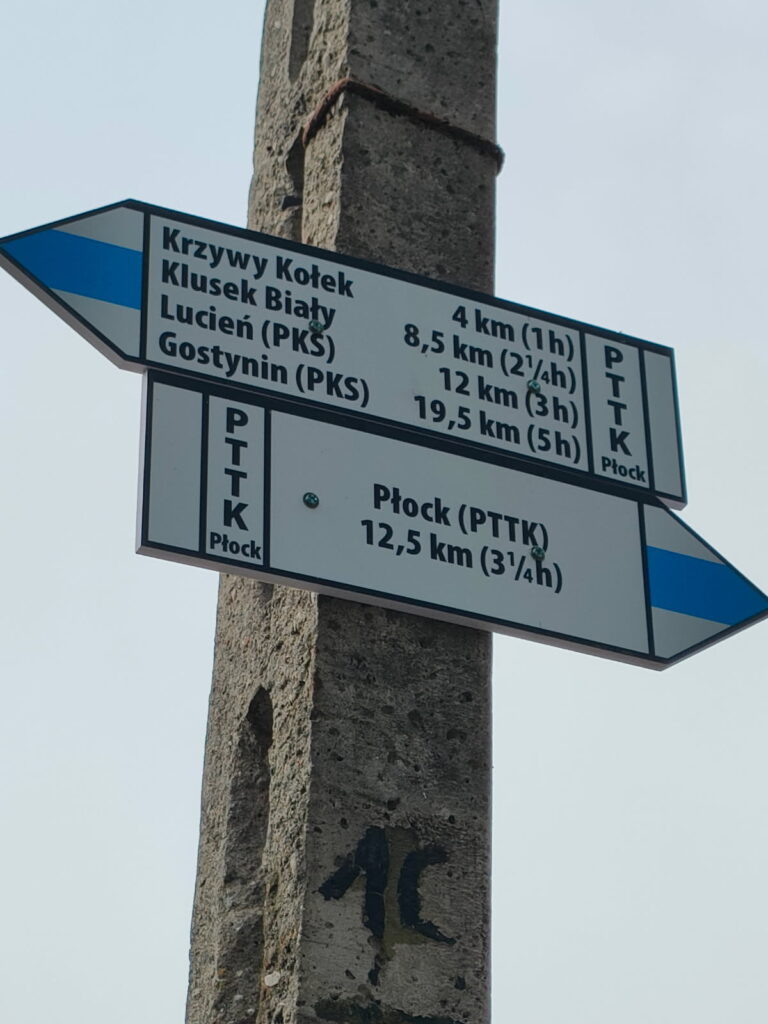 Krzywy Kołek 4 km (1h)
Klusek Biały 8,5 km (2¼h)
Lucień (PKS) 12 km (3h)
Gostynin (PKS) 19,5 km (5h)
PTTK
Płock
PTTK
Płock
Płock (PTTK)
12,5 km (3¼h)